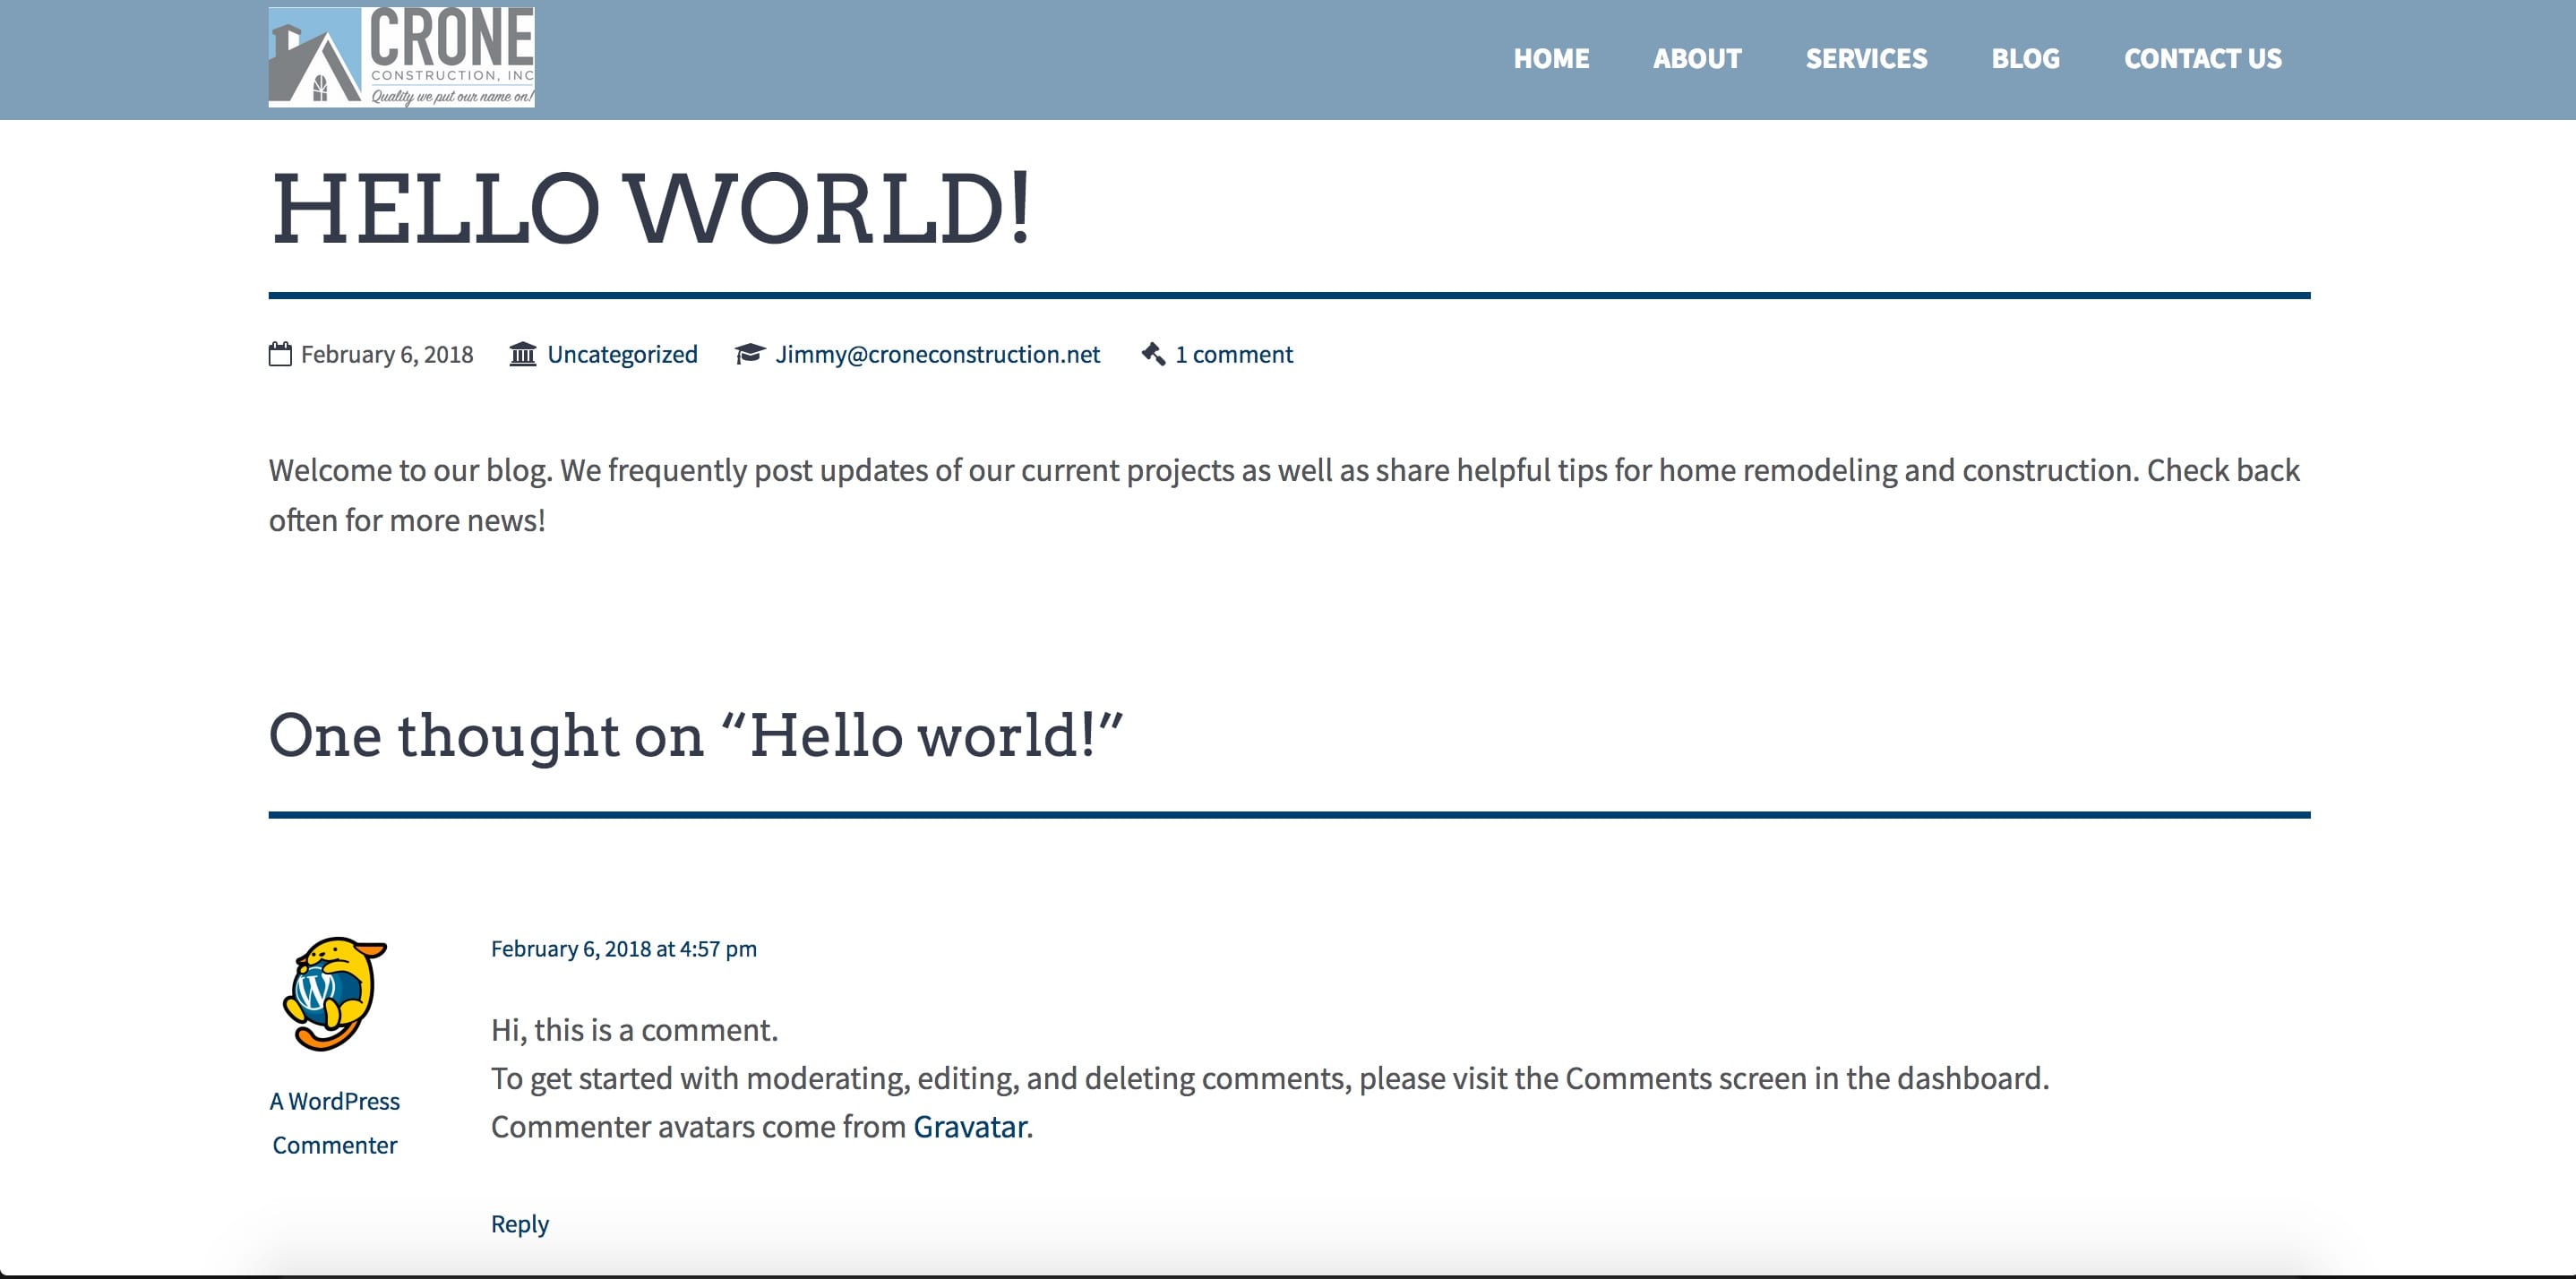 CRONE
CONSTRUCTION, INC
Quality we put our name on!
HOME ABOUT SERVICES BLOG CONTACT US
HELLO WORLD!
February 6, 2018 Uncategorized Jimmy@croneconstruction.net 1 comment
Welcome to our blog. We frequently post updates of our current projects as well as share helpful tips for home remodeling and construction. Check back
often for more news!
One thought on “Hello world!”
February 6, 2018 at 4:57 pm
W
A WordPress
Commenter
Hi, this is a comment.
To get started with moderating, editing, and deleting comments, please visit the Comments screen in the dashboard.
Commenter avatars come from Gravatar.
Reply